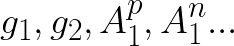 $g_1, g_2, A_1^p, A_1^n ...$